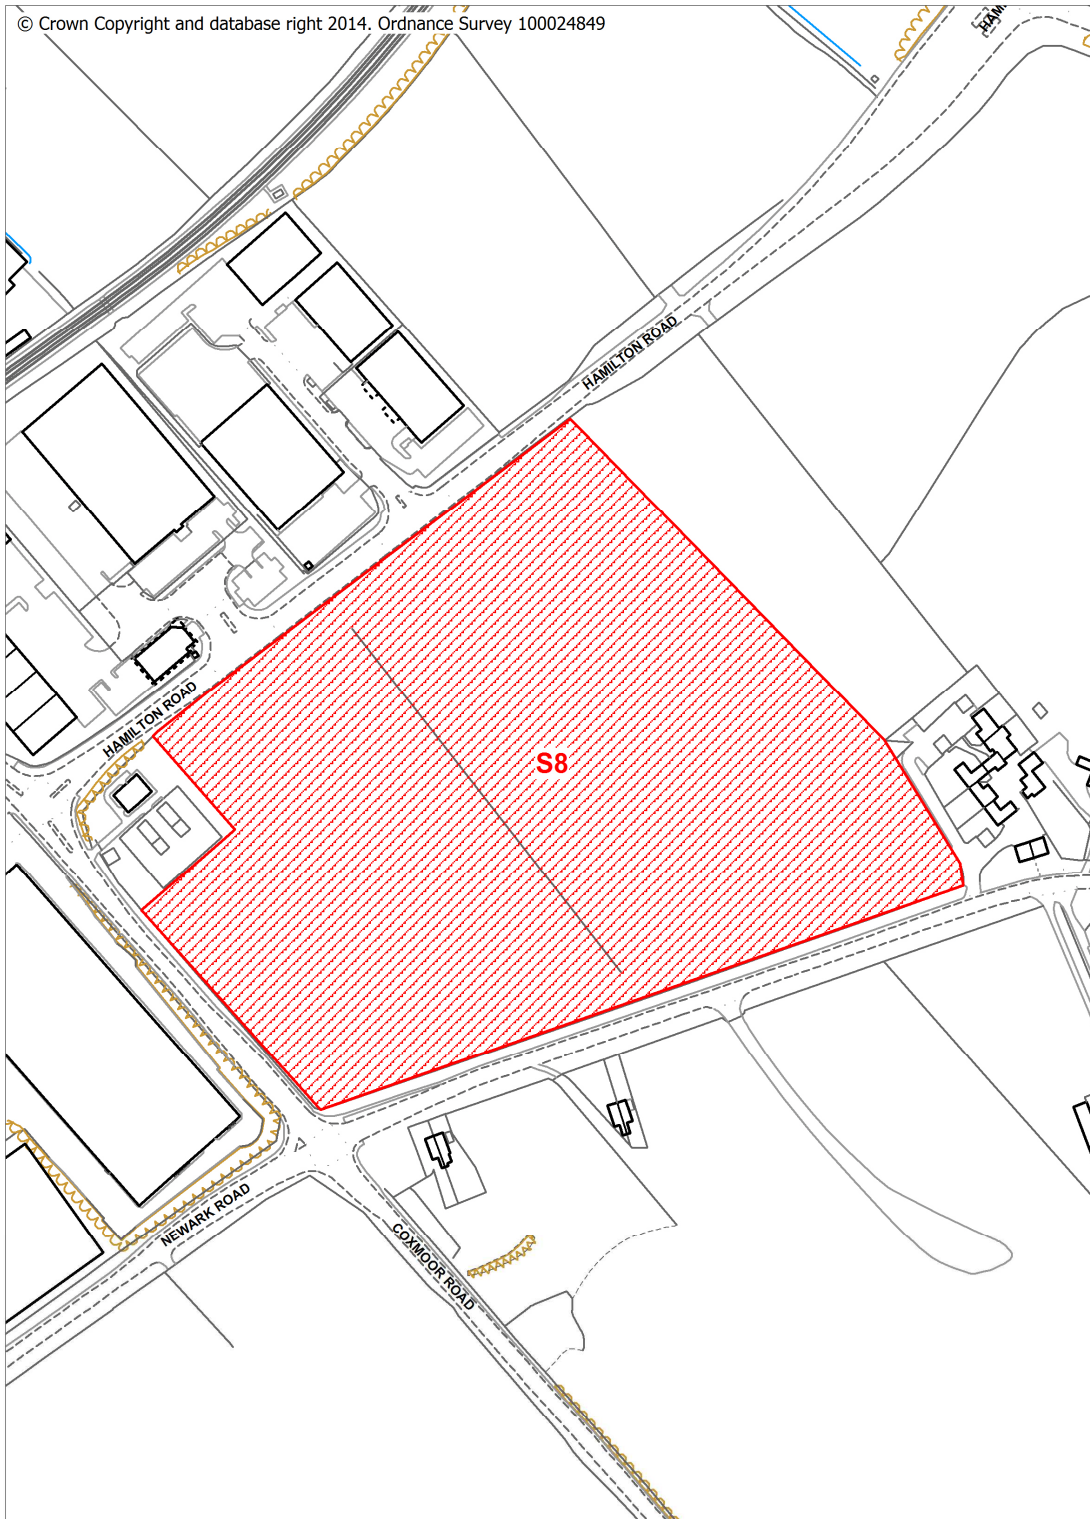 © Crown Copyright and database right 2014. Ordnance Survey 100024849
HAMILTON ROAD
HAMILTON ROAD
S8
NEWARK ROAD
COXMOOR ROAD